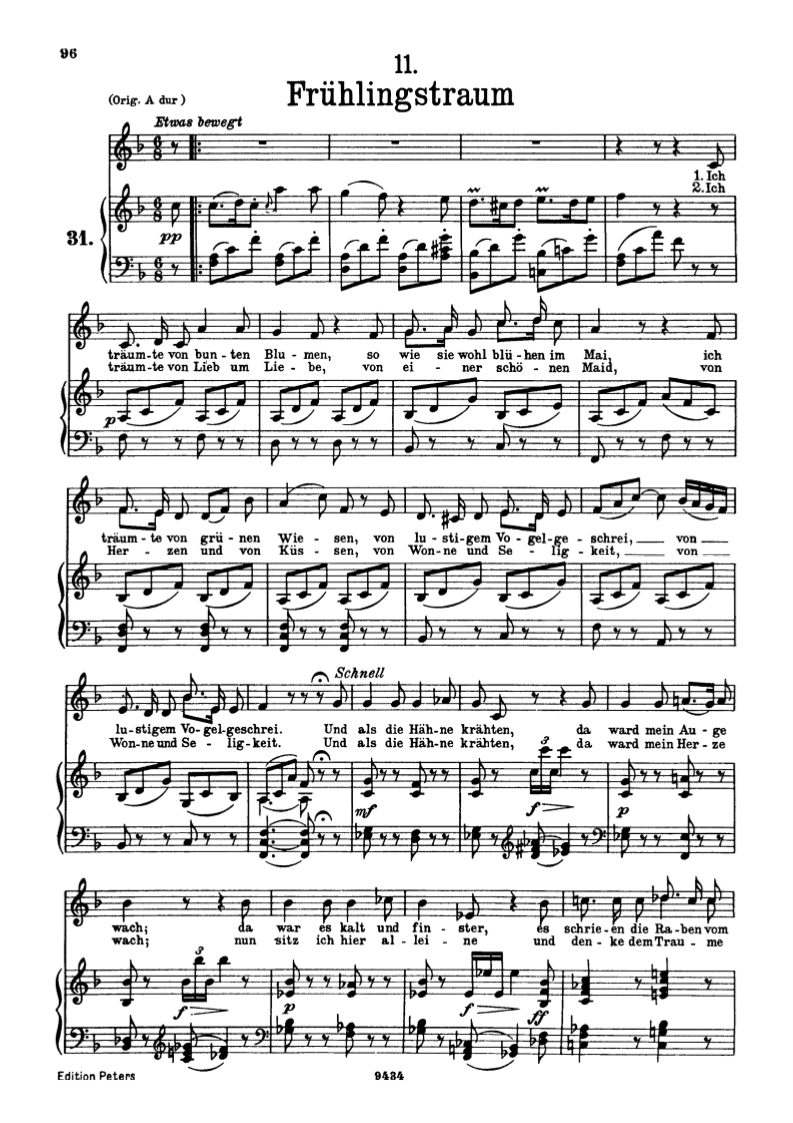 96
11.
Frühlingstraum
(Orig. A dur)
Etwas bewegt
1. Ich
2. Ich
31.
pp
träum-te von bun-ten Blu-men, so wie sie wohl blü-hen im Mai, ich
träum-te von Lieb um Lie-be, von ei-ner schö-nen Maid, von
p
träum-te von grü-nen Wie-sen, von lu-stigem Vo-gel-ge-schrei, von
Her-zen und von Küs-sen, von Won-ne und Se-lig-keit, von
Schnell
lu-stigem Vo-gel-geschrei. Und als die Häh-ne krähten, da ward mein Au-ge
Won-ne und Se-lig-keit. Und als die Häh-ne krähten, da ward mein Her-ze
3
mf f p
wach; da war es kalt und fin-ster, es schrie-en die Ra-ben vom
wach; nun sitz ich hier al-lei-ne und den-ke dem Trau-me
3
f p f ff
Edition Peters 9434